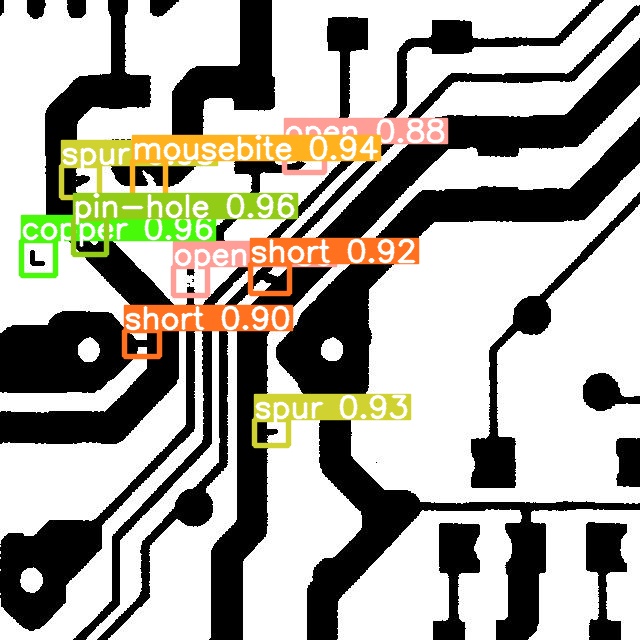 open 0.88
spur
mousebite 0.94
pin-hole 0.96
copper 0.96
open
short 0.92
short 0.90
spur 0.93